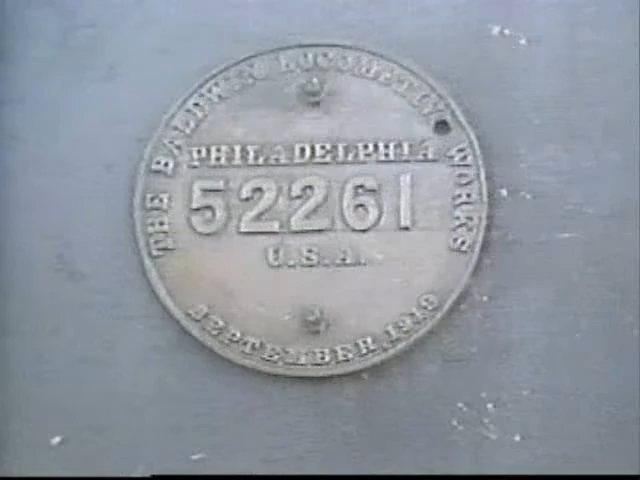 THE BALDWIN LOCOMOTIVE WORKS
PHILADELPHIA
52261
U.S.A.
SEPTEMBER 1919